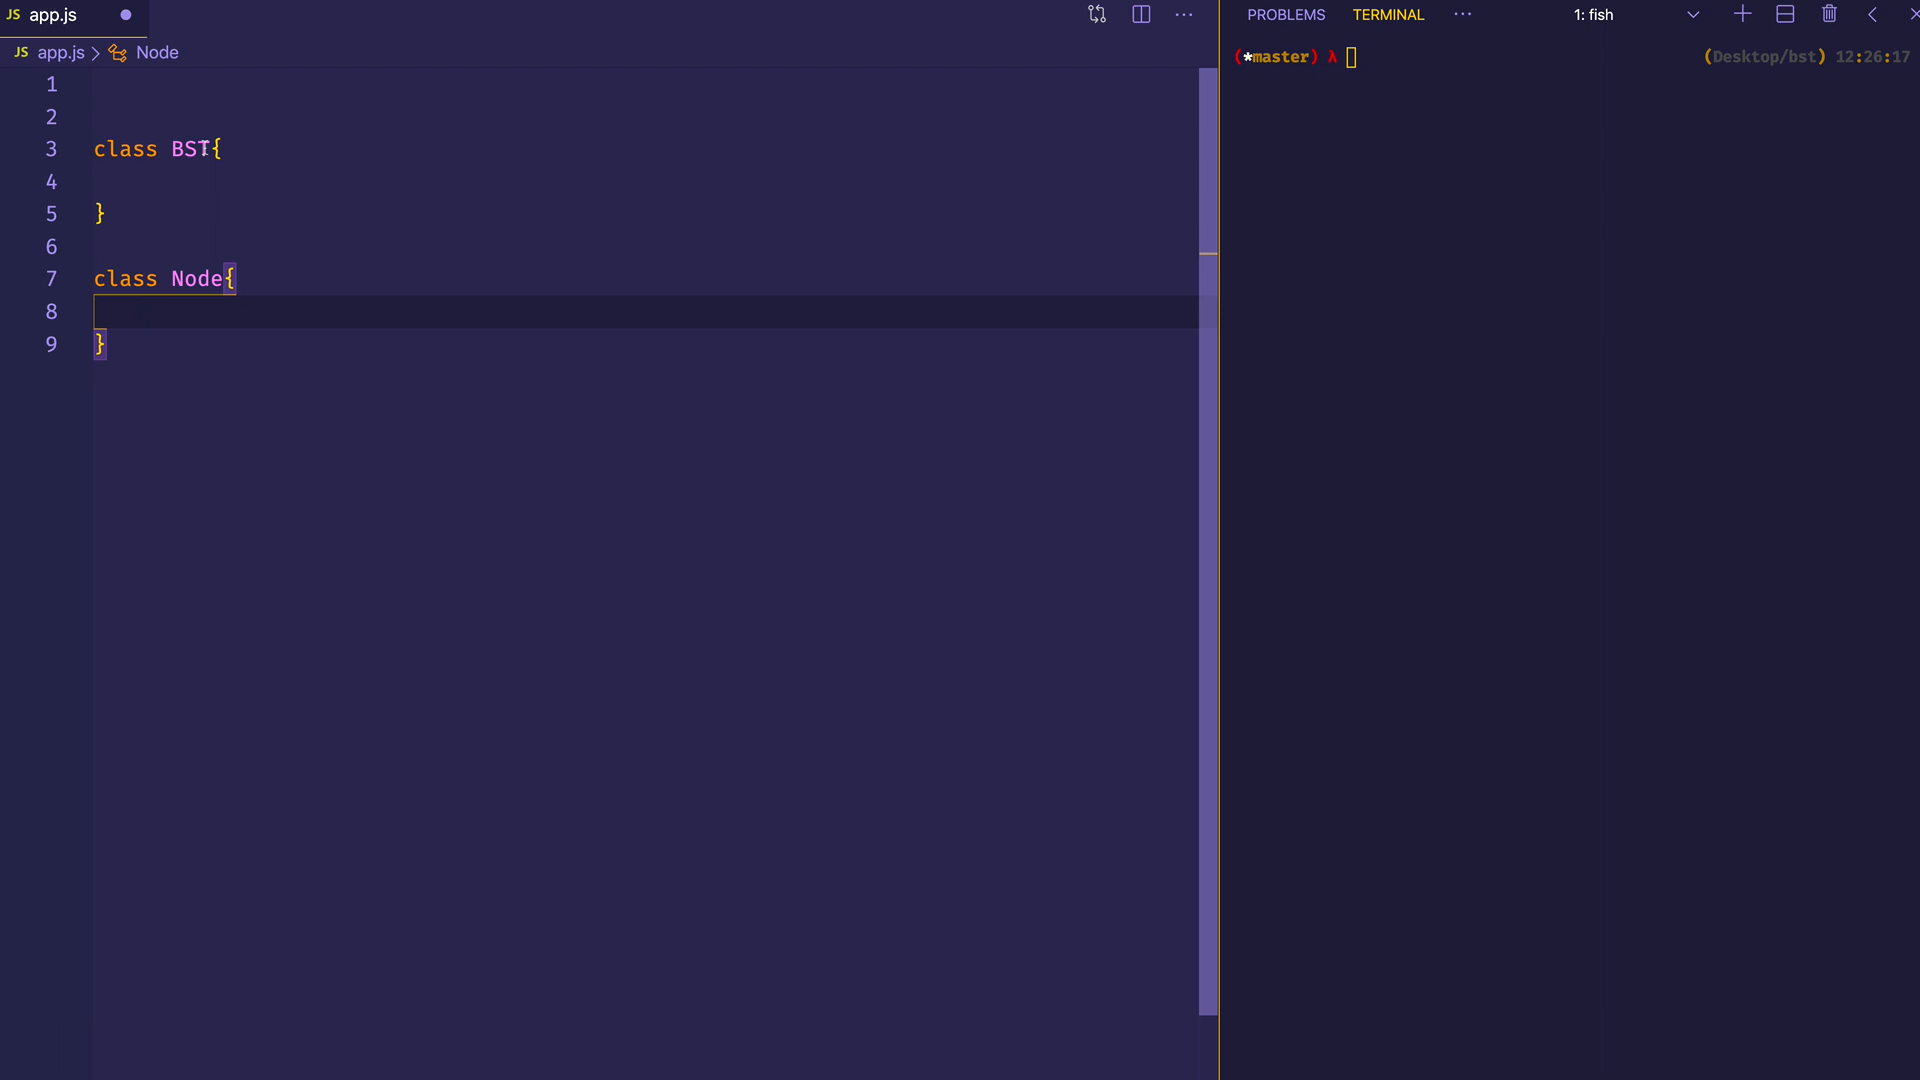 JS app.js
JS app.js > Node
1
2
3 class BST{
4
5 }
6
7 class Node{
8
9 }
PROBLEMS TERMINAL ··· 1: fish
(*master) λ (Desktop/bst) 12:26:17